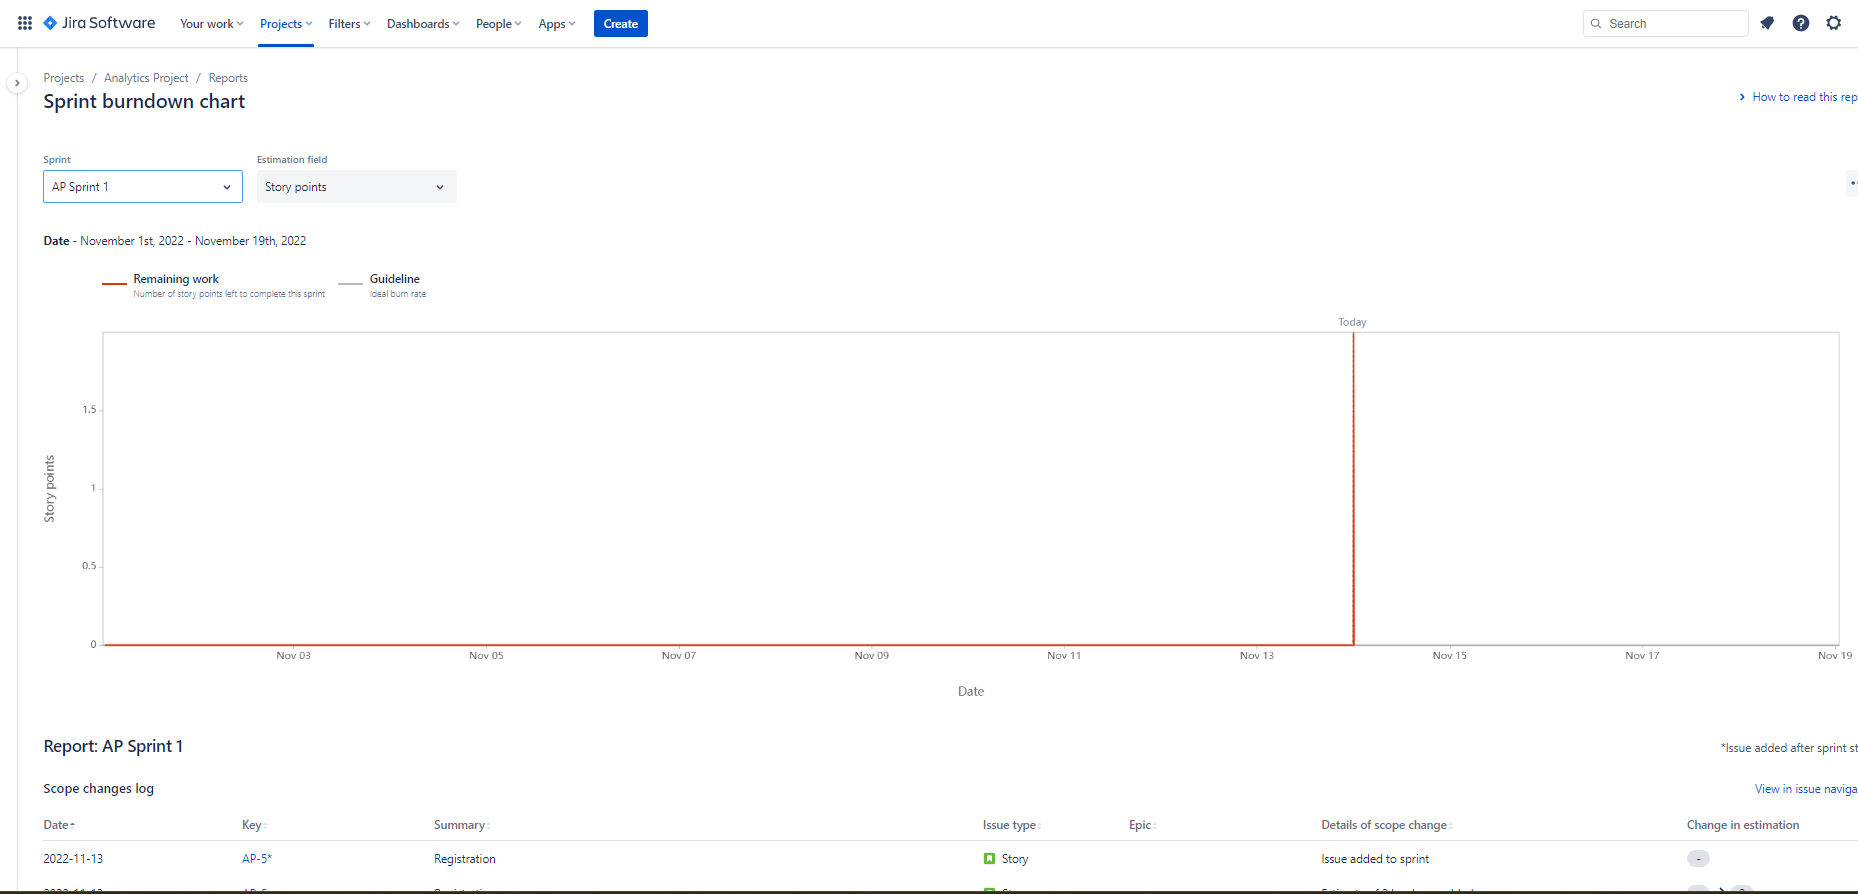 Jira Software Your work Projects Filters Dashboards People Apps Create Search
Projects / Analytics Project / Reports
Sprint burndown chart
How to read this rep
Sprint Estimation field
AP Sprint 1 Story points
Date - November 1st, 2022 - November 19th, 2022
Remaining work Guideline
Number of story points left to complete this sprint Ideal burn rate
Today
1.5
1
0.5
0
Story points
Nov 03 Nov 05 Nov 07 Nov 09 Nov 11 Nov 13 Nov 15 Nov 17 Nov 19
Date
Report: AP Sprint 1
*Issue added after sprint st
Scope changes log
View in issue naviga
Date Key Summary Issue type Epic Details of scope change Change in estimation
2022-11-13 AP-5* Registration Story Issue added to sprint -